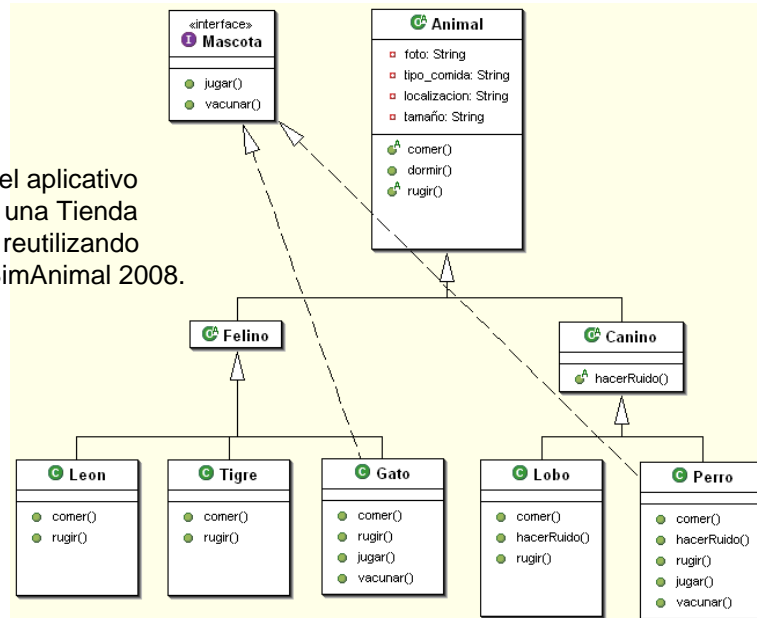 «interface»
Mascota
jugar()
vacunar()
Animal
foto: String
tipo_comida: String
localizacion: String
tamaño: String
comer()
dormir()
rugir()
el aplicativo
una Tienda
reutilizando
SimAnimal 2008.
Felino
Canino
hacerRuido()
Leon
comer()
rugir()
Tigre
comer()
rugir()
Gato
comer()
rugir()
jugar()
vacunar()
Lobo
comer()
hacerRuido()
rugir()
Perro
comer()
hacerRuido()
rugir()
jugar()
vacunar()